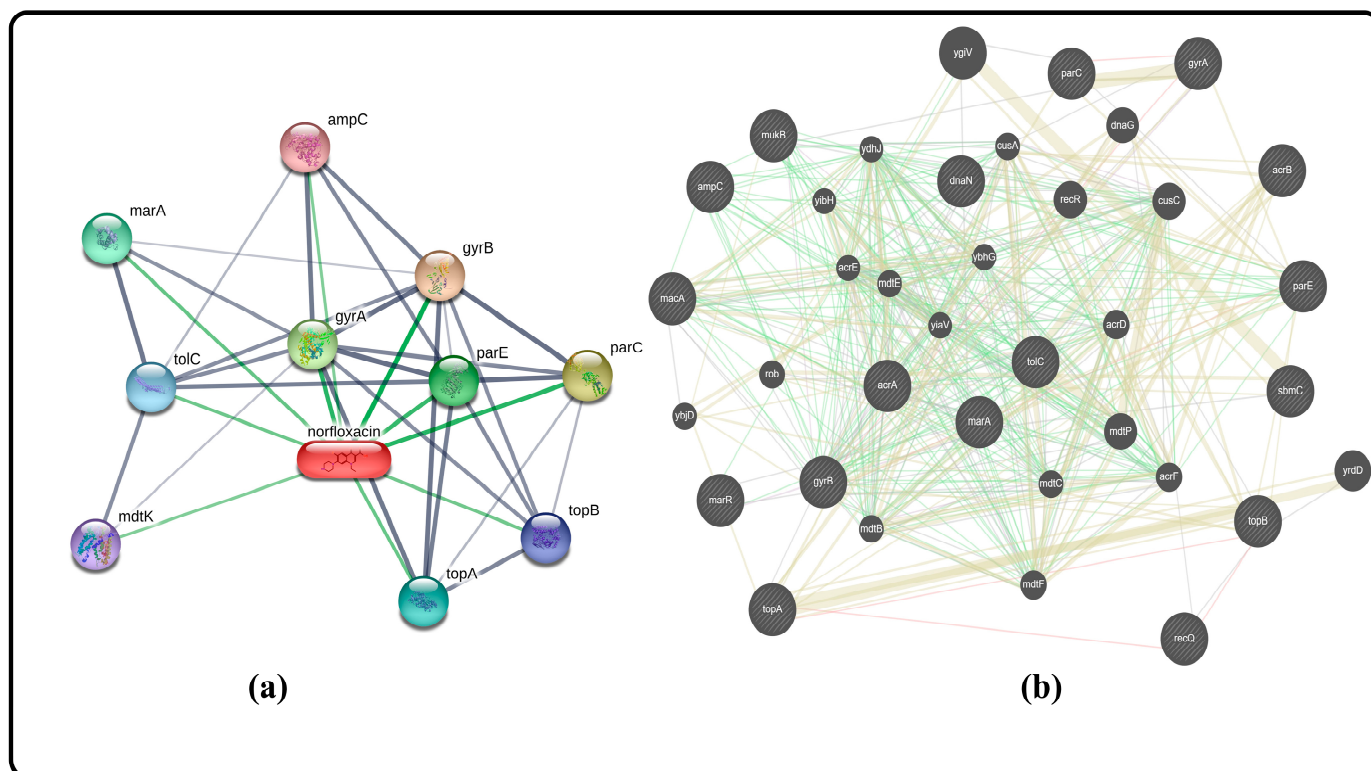 ampC
marA
gyrB
gyrA
tolC
parE
parC
norfloxacin
mdtK
topB
topA
(a)
ygiV
parC
gyrA
dnaG
mukB
ydhJ
cusA
acrB
ampC
dnaN
yibH
recR
cusC
ybhG
acrE
mdtE
macA
parE
yiaV
acrD
tolC
rob
acrA
sbmC
ybjD
marA
mdtP
yrdD
gyrB
marR
mdtC
acrF
topB
mdtB
mdtF
topA
recQ
(b)